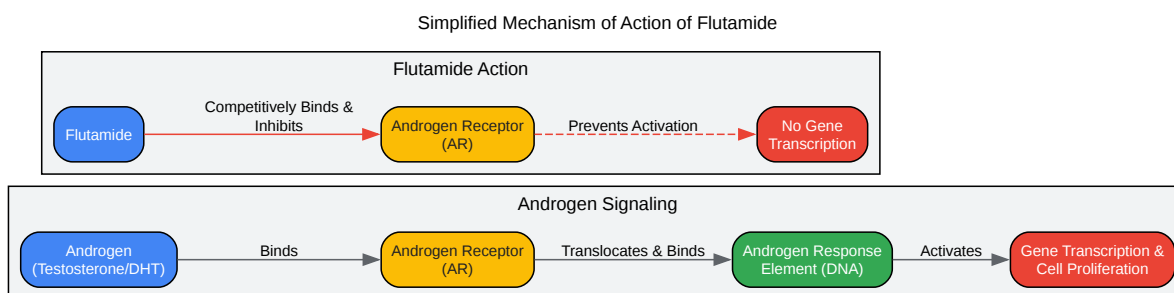 Simplified Mechanism of Action of Flutamide
Flutamide Action
Flutamide
Competitively Binds &
Inhibits
Androgen Receptor
(AR)
Prevents Activation
No Gene
Transcription
Androgen Signaling
Androgen
(Testosterone/DHT)
Binds
Androgen Receptor
(AR)
Translocates & Binds
Androgen Response
Element (DNA)
Activates
Gene Transcription &
Cell Proliferation